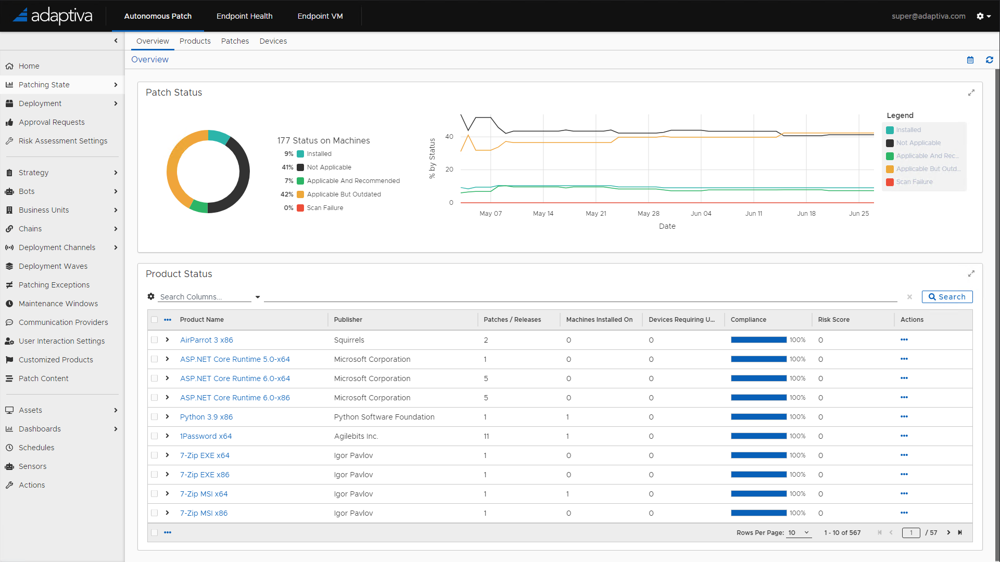 adaptiva
Autonomous Patch
Endpoint Health
Endpoint VM
super@adaptiva.com
Overview
Products
Patches
Devices
Overview
Home
Patching State
Deployment
Approval Requests
Risk Assessment Settings
Strategy
Bots
Business Units
Chains
Deployment Channels
Deployment Waves
Patching Exceptions
Maintenance Windows
Communication Providers
User Interaction Settings
Customized Products
Patch Content
Assets
Dashboards
Schedules
Sensors
Actions
Patch Status
177 Status on Machines
9% Installed
41% Not Applicable
7% Applicable And Recommended
42% Applicable But Outdated
0% Scan Failure
% by Status
40
20
0
May 07 May 14 May 21 May 28 Jun 04 Jun 11 Jun 18 Jun 25
Date
Legend
Installed
Not Applicable
Applicable And Rec...
Applicable But Outd...
Scan Failure
Product Status
Search Columns...
Search
Product Name Publisher Patches / Releases Machines Installed On Devices Requiring U... Compliance Risk Score Actions
AirParrot 3 x86 Squirrels 2 0 0 100% 0
ASP.NET Core Runtime 5.0-x64 Microsoft Corporation 1 0 0 100% 0
ASP.NET Core Runtime 6.0-x64 Microsoft Corporation 5 0 0 100% 0
ASP.NET Core Runtime 6.0-x86 Microsoft Corporation 5 0 0 100% 0
Python 3.9 x86 Python Software Foundation 1 1 0 100% 0
1Password x64 Agilebits Inc. 11 1 0 100% 0
7-Zip EXE x64 Igor Pavlov 1 0 0 100% 0
7-Zip EXE x86 Igor Pavlov 1 0 0 100% 0
7-Zip MSI x64 Igor Pavlov 1 1 0 100% 0
7-Zip MSI x86 Igor Pavlov 1 0 0 100% 0
Rows Per Page: 10 1 - 10 of 567 1 / 57